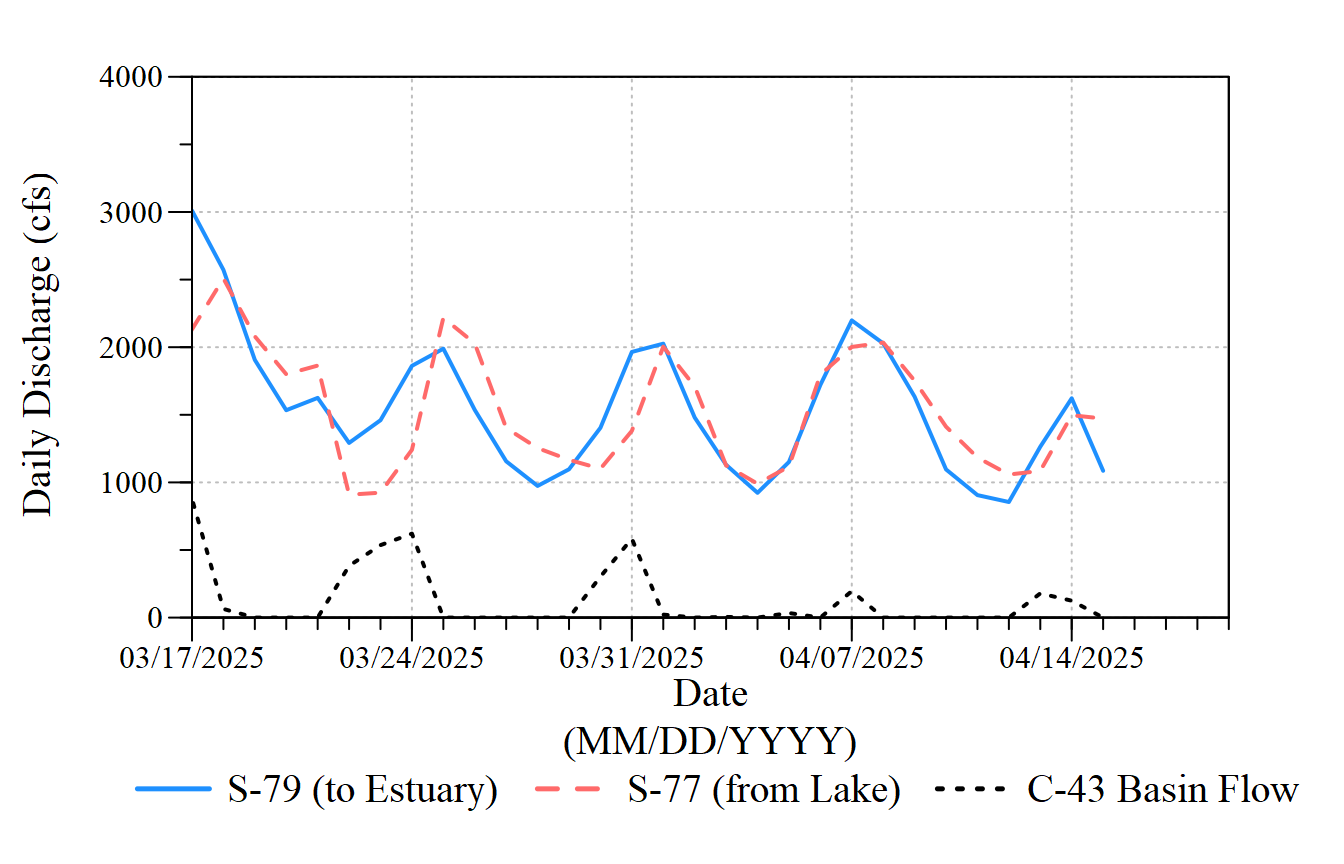 4000
3000
2000
1000
0
Daily Discharge (cfs)
03/17/2025 03/24/2025 03/31/2025 04/07/2025 04/14/2025
Date
(MM/DD/YYYY)
S-79 (to Estuary) S-77 (from Lake) C-43 Basin Flow